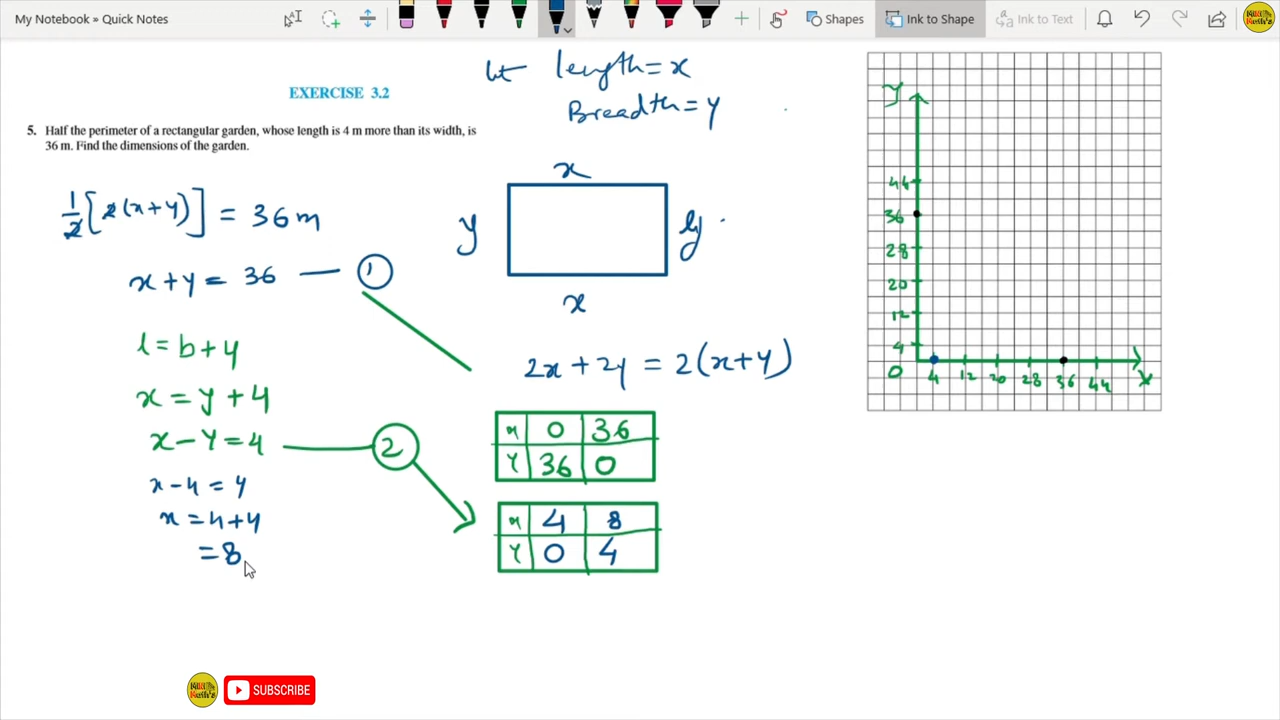 My Notebook » Quick Notes
Shapes
Ink to Shape
Ink to Text
let length = x
Breadth = y
EXERCISE 3.2
5. Half the perimeter of a rectangular garden, whose length is 4 m more than its width, is
36 m. Find the dimensions of the garden.
1/2 [2(x+y)] = 36 m
x + y = 36 — 1
l = b + 4
x = y + 4
x - y = 4 — 2
x - 4 = 4
x = 4 + 4
= 8
x
y
y
x
2x + 2y = 2(x+y)
x 0 36
y 36 0
x 4 8
y 0 4
Y
44
36
28
20
12
4
0 4 12 20 28 36 44 X
SUBSCRIBE